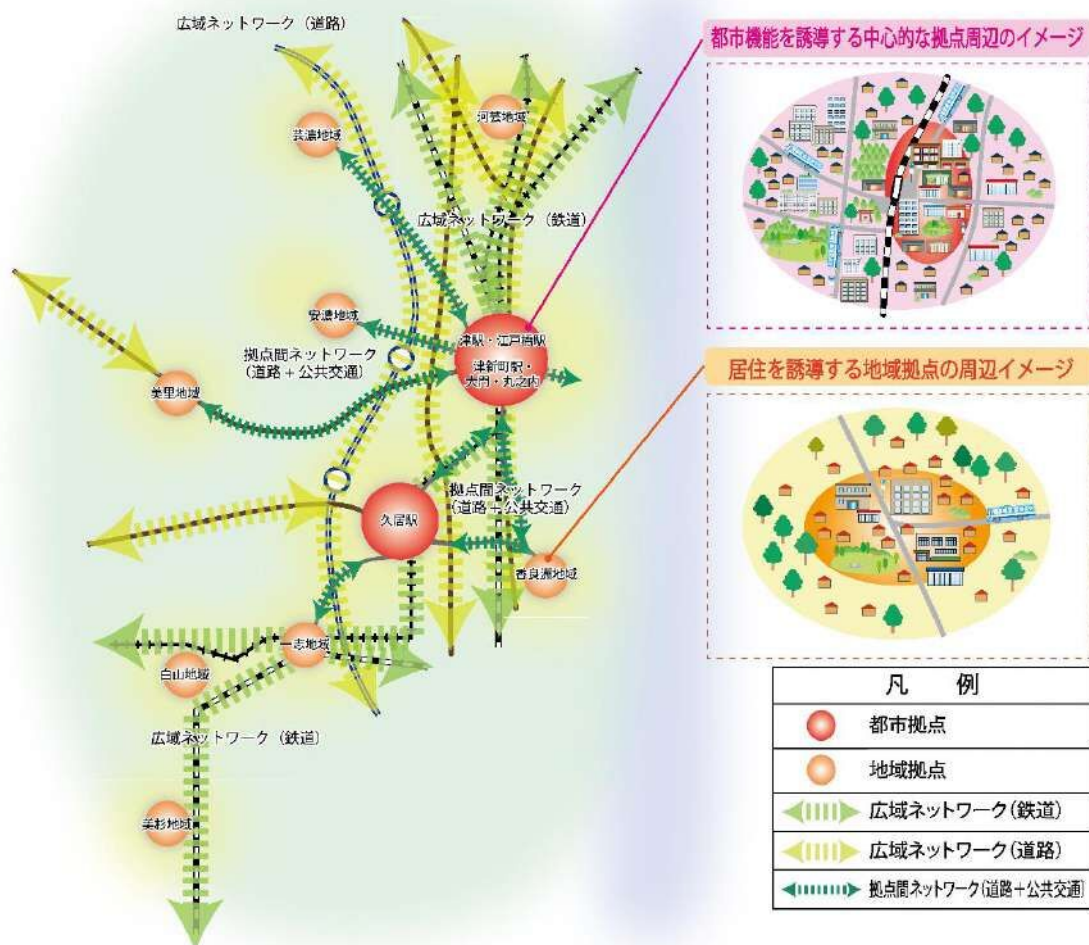 広域ネットワーク（道路）
都市機能を誘導する中心的な拠点周辺のイメージ
芸濃地域
河芸地域
広域ネットワーク（鉄道）
安濃地域
津駅・江戸橋駅
津新町駅・
大門・丸之内
拠点間ネットワーク
（道路＋公共交通）
美里地域
居住を誘導する地域拠点の周辺イメージ
拠点間ネットワーク
（道路＋公共交通）
久居駅
香良洲地域
一志地域
白山地域
広域ネットワーク（鉄道）
美杉地域
凡　例
都市拠点
地域拠点
広域ネットワーク（鉄道）
広域ネットワーク（道路）
拠点間ネットワーク（道路＋公共交通）